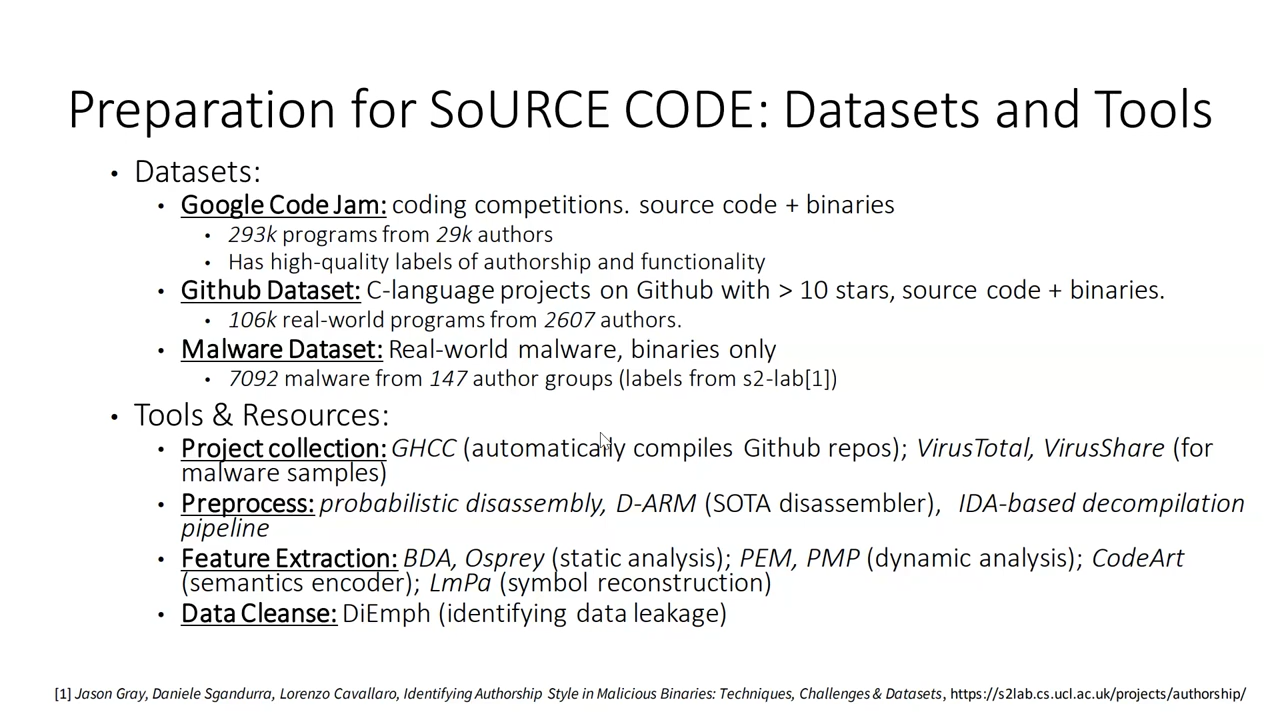 Preparation for SoURCE CODE: Datasets and Tools
• Datasets:
• Google Code Jam: coding competitions. source code + binaries
• 293k programs from 29k authors
• Has high-quality labels of authorship and functionality
• Github Dataset: C-language projects on Github with > 10 stars, source code + binaries.
• 106k real-world programs from 2607 authors.
• Malware Dataset: Real-world malware, binaries only
• 7092 malware from 147 author groups (labels from s2-lab[1])
• Tools & Resources:
• Project collection: GHCC (automatically compiles Github repos); VirusTotal, VirusShare (for
malware samples)
• Preprocess: probabilistic disassembly, D-ARM (SOTA disassembler), IDA-based decompilation
pipeline
• Feature Extraction: BDA, Osprey (static analysis); PEM, PMP (dynamic analysis); CodeArt
(semantics encoder); LmPa (symbol reconstruction)
• Data Cleanse: DiEmph (identifying data leakage)
[1] Jason Gray, Daniele Sgandurra, Lorenzo Cavallaro, Identifying Authorship Style in Malicious Binaries: Techniques, Challenges & Datasets, https://s2lab.cs.ucl.ac.uk/projects/authorship/